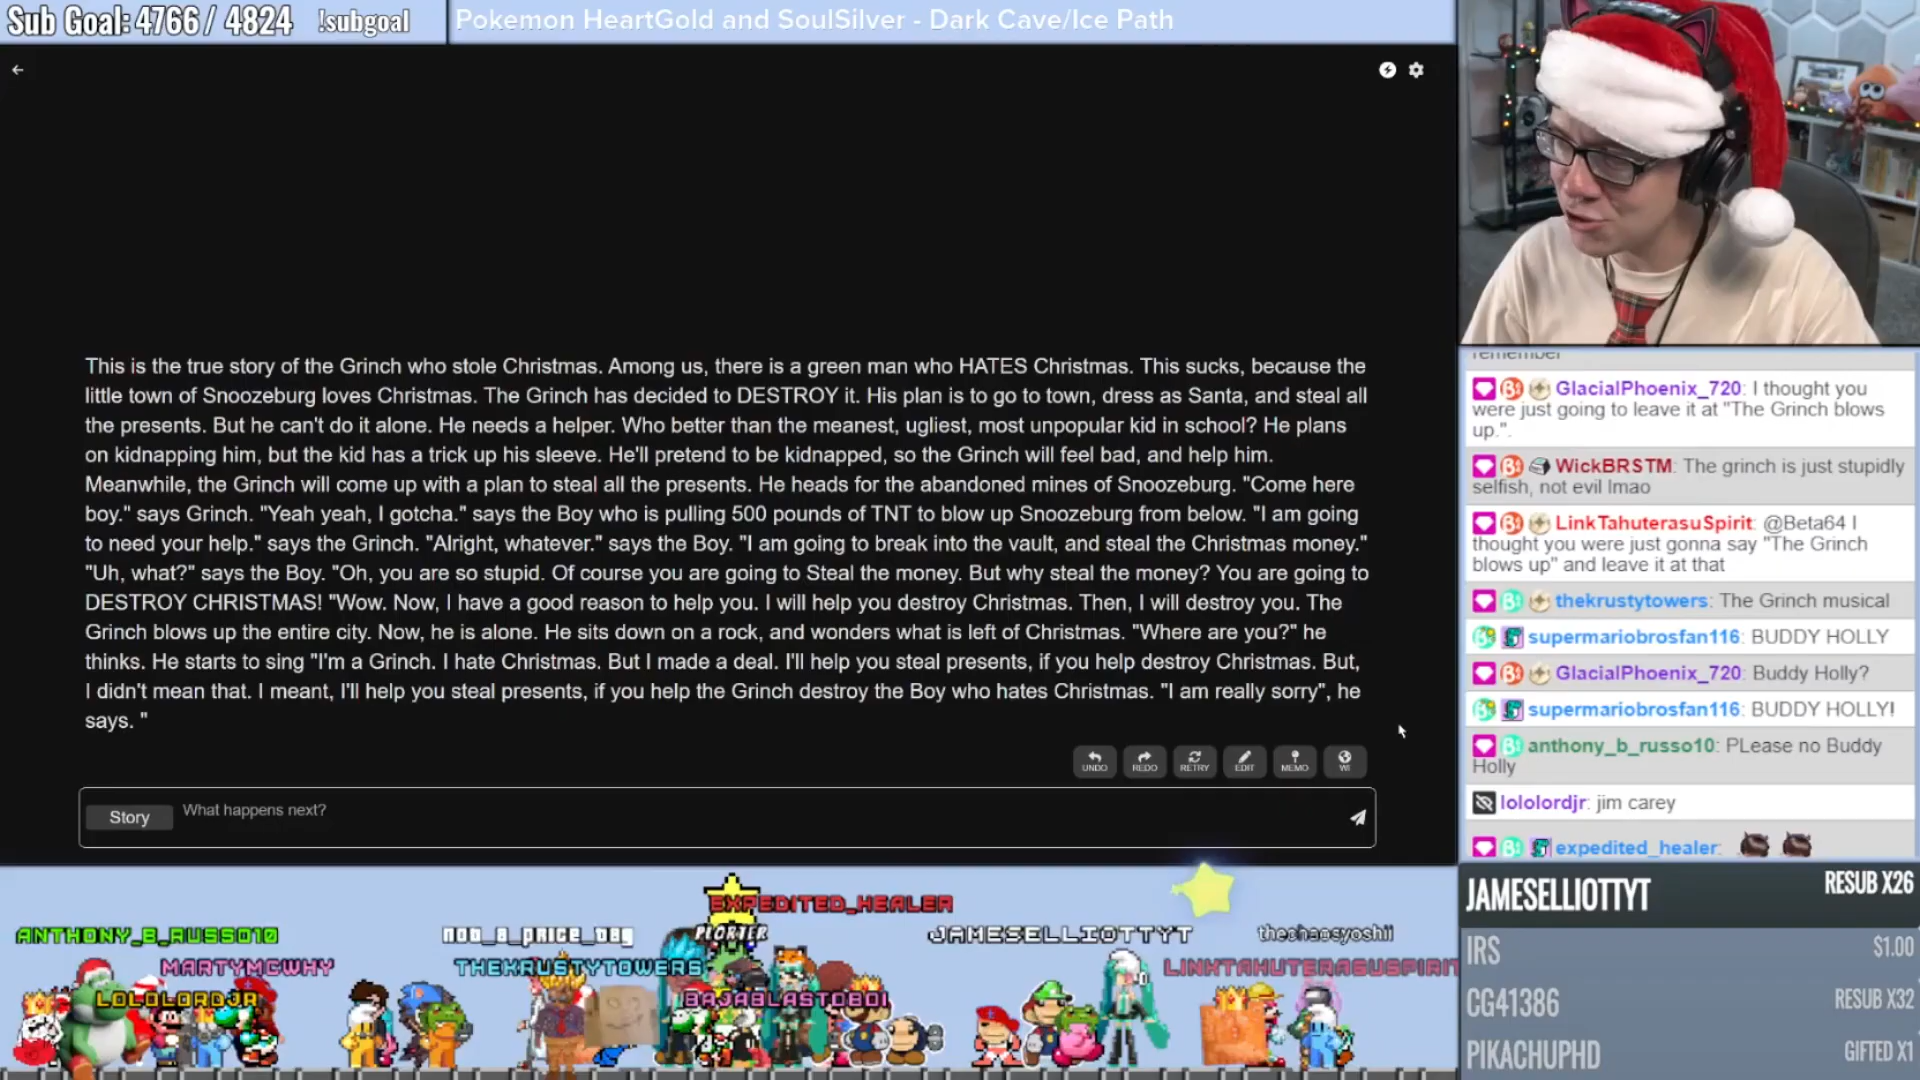 Sub Goal: 4766 / 4824 !subgoal
Pokemon HeartGold and SoulSilver - Dark Cave/Ice Path
This is the true story of the Grinch who stole Christmas. Among us, there is a green man who HATES Christmas. This sucks, because the
little town of Snoozeburg loves Christmas. The Grinch has decided to DESTROY it. His plan is to go to town, dress as Santa, and steal all
the presents. But he can't do it alone. He needs a helper. Who better than the meanest, ugliest, most unpopular kid in school? He plans
on kidnapping him, but the kid has a trick up his sleeve. He'll pretend to be kidnapped, so the Grinch will feel bad, and help him.
Meanwhile, the Grinch will come up with a plan to steal all the presents. He heads for the abandoned mines of Snoozeburg. "Come here
boy." says Grinch. "Yeah yeah, I gotcha." says the Boy who is pulling 500 pounds of TNT to blow up Snoozeburg from below. "I am going
to need your help." says the Grinch. "Alright, whatever." says the Boy. "I am going to break into the vault, and steal the Christmas money."
"Uh, what?" says the Boy. "Oh, you are so stupid. Of course you are going to Steal the money. But why steal the money? You are going to
DESTROY CHRISTMAS! "Wow. Now, I have a good reason to help you. I will help you destroy Christmas. Then, I will destroy you. The
Grinch blows up the entire city. Now, he is alone. He sits down on a rock, and wonders what is left of Christmas. "Where are you?" he
thinks. He starts to sing "I'm a Grinch. I hate Christmas. But I made a deal. I'll help you steal presents, if you help destroy Christmas. But,
I didn't mean that. I meant, I'll help you steal presents, if you help the Grinch destroy the Boy who hates Christmas. "I am really sorry", he
says. "
UNDO REDO RETRY EDIT MEMO WI
Story What happens next?
remember
GlacialPhoenix_720: I thought you
were just going to leave it at "The Grinch blows
up.".
WickBRSTM: The grinch is just stupidly
selfish, not evil lmao
LinkTahuterasuSpirit: @Beta64 I
thought you were just gonna say "The Grinch
blows up" and leave it at that
thekrustytowers: The Grinch musical
supermariobrosfan116: BUDDY HOLLY
GlacialPhoenix_720: Buddy Holly?
supermariobrosfan116: BUDDY HOLLY!
anthony_b_russo10: PLease no Buddy
Holly
lololordjr: jim carey
expedited_healer:
JAMESELLIOTTYT RESUB X26
IRS $1.00
CG41386 RESUB X32
PIKACHUPHD GIFTED X1
EXPEDITED_HEALER
ANTHONY_B_RUSSO10
not_a_price_tag
PLORTER
JAMESELLIOTTYT
thechaosyoshii
MARTYMCWHY
THEKRUSTYTOWERS
LINKTAHUTERASUSPIRIT
LOLOLORDJR
BAJABLASTOBOI